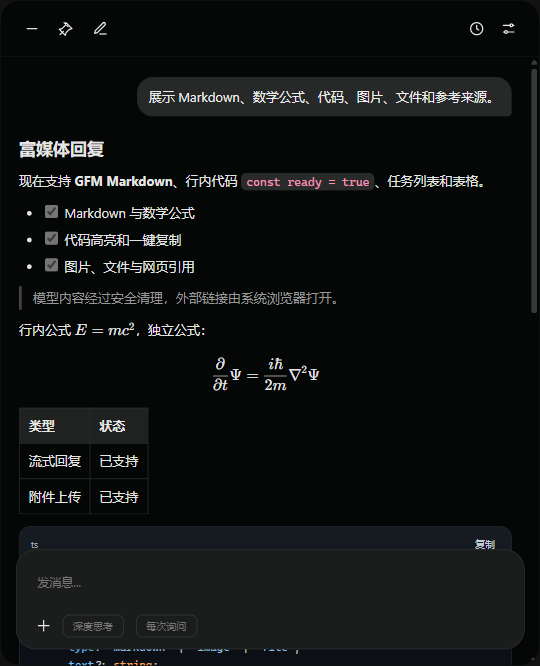 展示 Markdown、数学公式、代码、图片、文件和参考来源。
富媒体回复
现在支持 GFM Markdown、行内代码 const ready = true、任务列表和表格。
Markdown 与数学公式
代码高亮和一键复制
图片、文件与网页引用
模型内容经过安全清理，外部链接由系统浏览器打开。
行内公式 E = mc²，独立公式：
∂/∂t Ψ = iħ/2m ∇²Ψ
类型 状态
流式回复 已支持
附件上传 已支持
ts 复制
发消息...
深度思考 每次询问
text?: string;